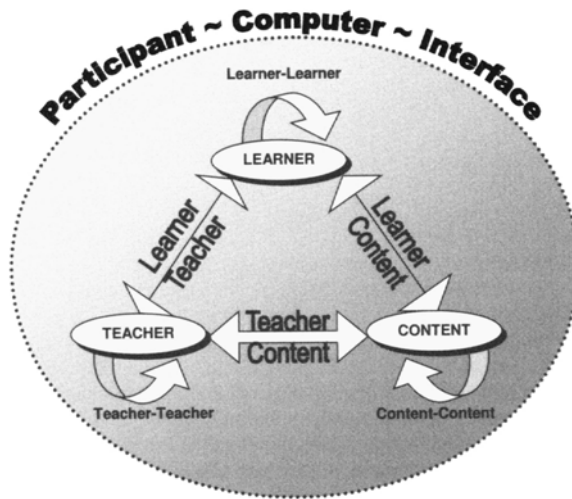 Participant ~ Computer ~ Interface
Learner-Learner
LEARNER
Learner
Teacher
Learner
Content
TEACHER
Teacher
Content
CONTENT
Teacher-Teacher
Content-Content